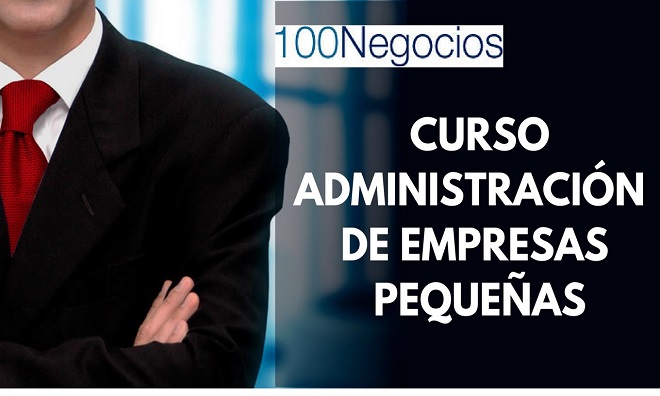 100Negocios
CURSO
ADMINISTRACIÓN
DE EMPRESAS
PEQUEÑAS